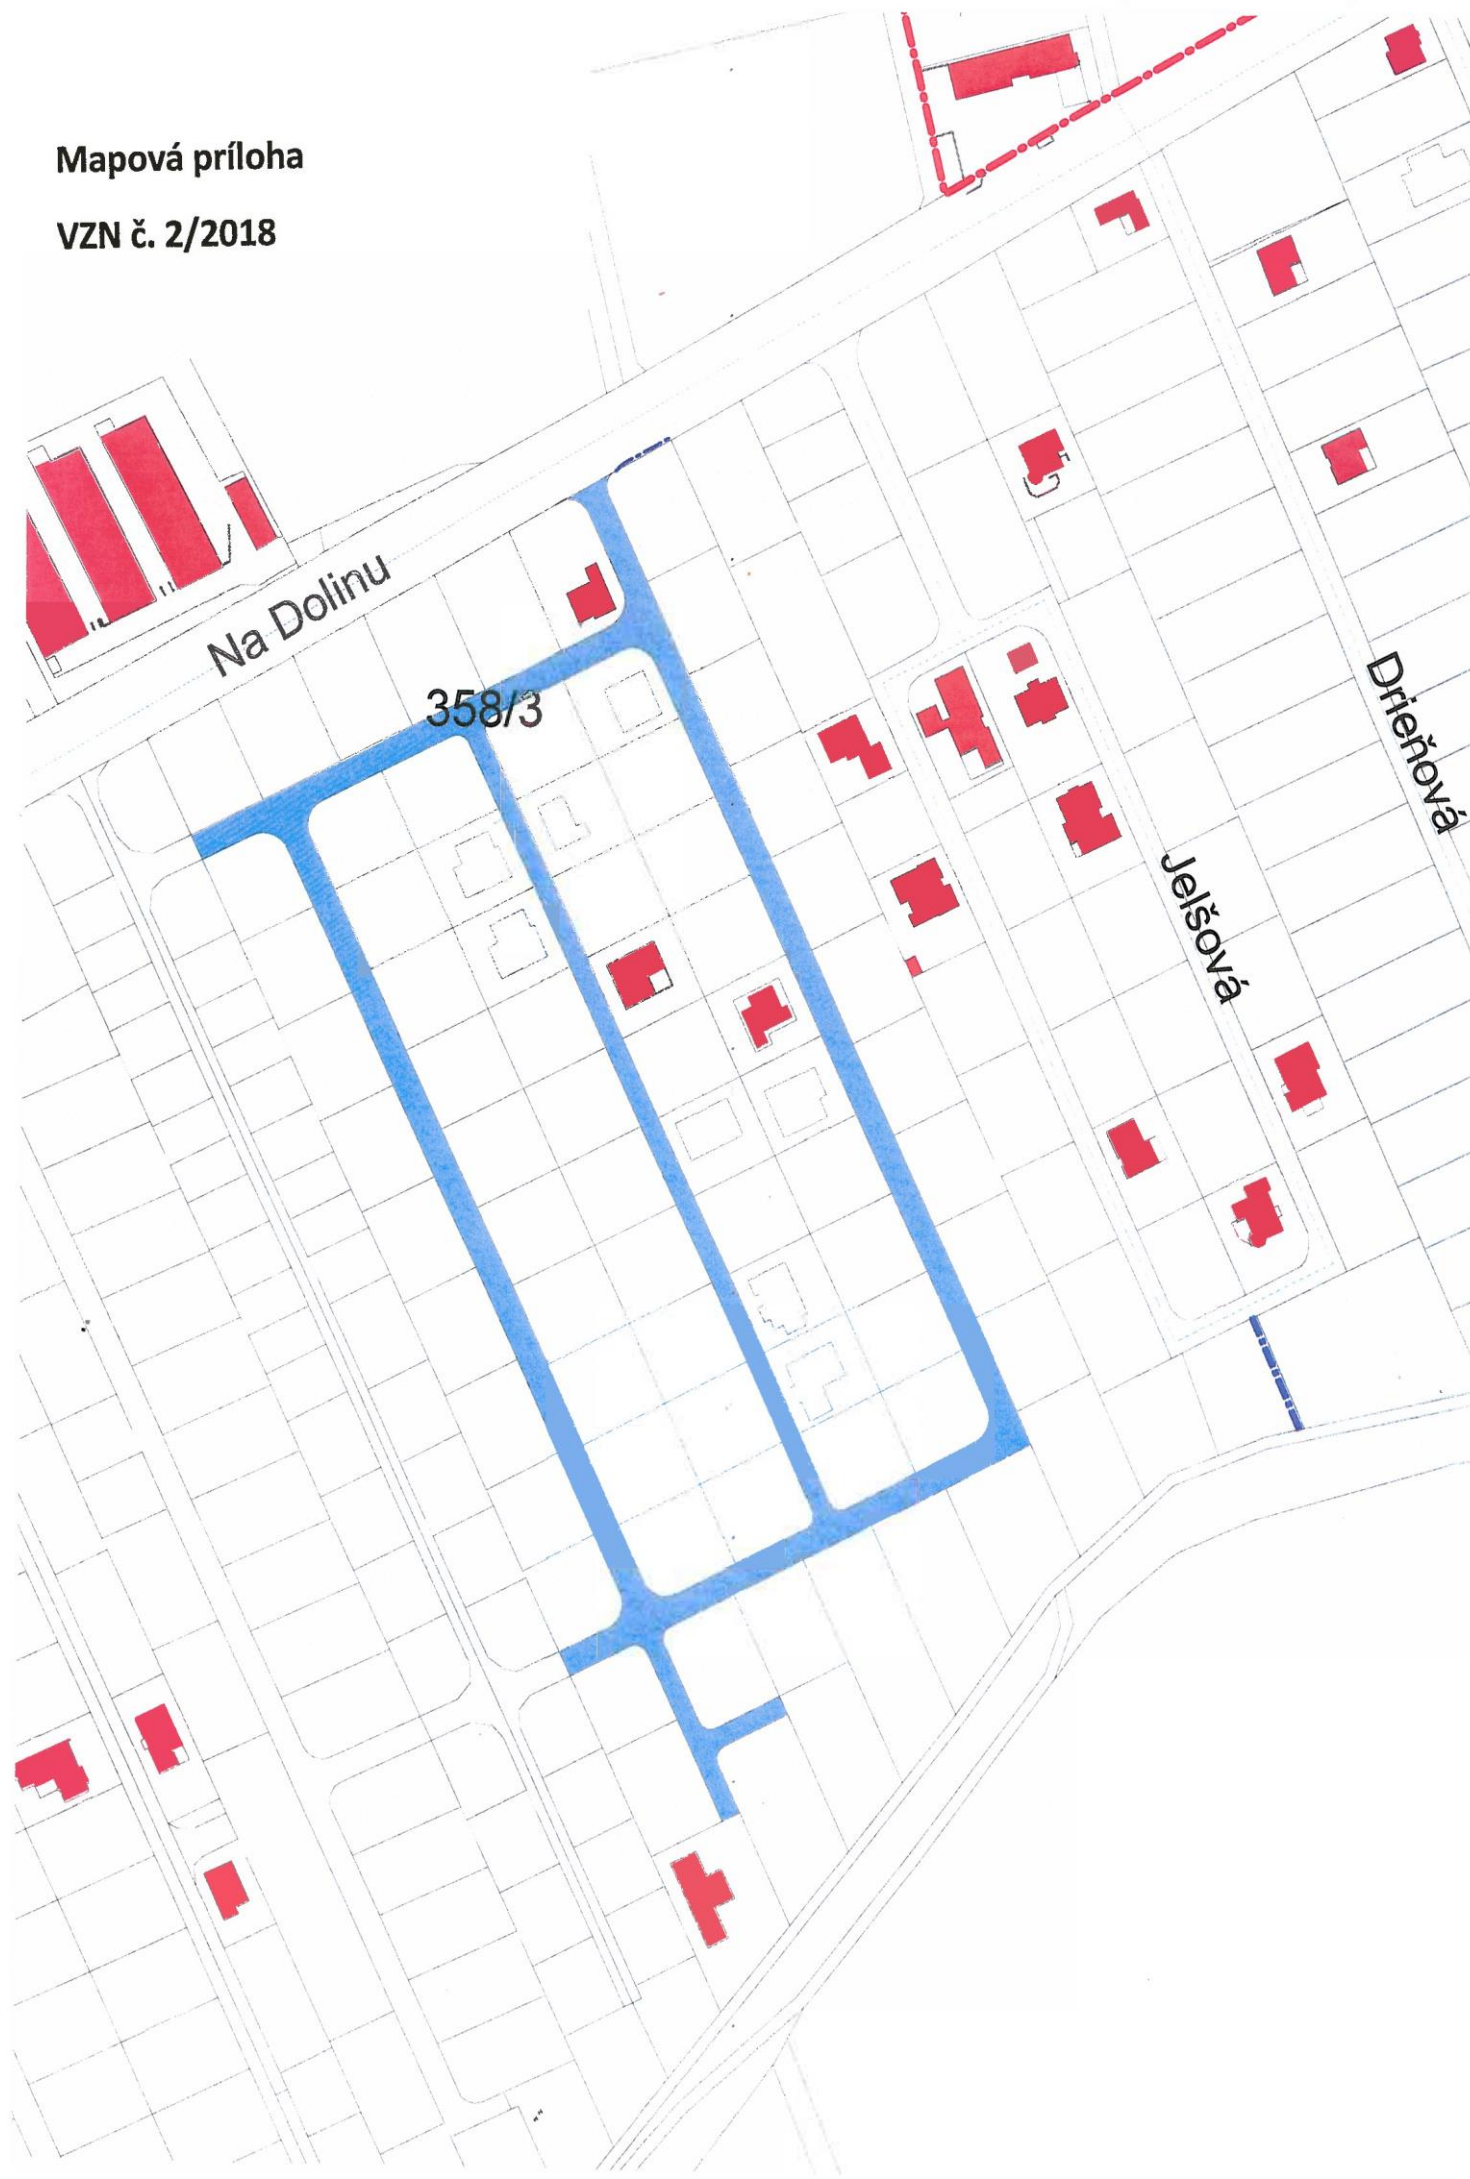 Mapová príloha
VZN č. 2/2018
Na Dolinu
358/3
Drieňová
Jelšová